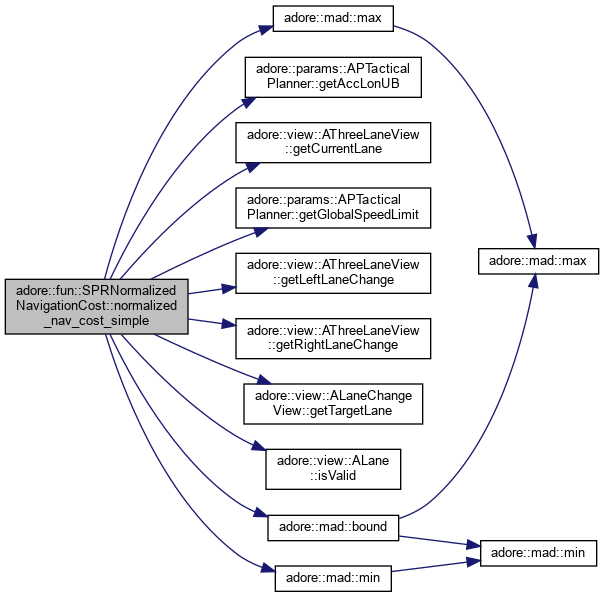 adore::mad::max
adore::params::APTactical
Planner::getAccLonUB
adore::view::AThreeLaneView
::getCurrentLane
adore::params::APTactical
Planner::getGlobalSpeedLimit
adore::mad::max
adore::fun::SPRNormalized
NavigationCost::normalized
_nav_cost_simple
adore::view::AThreeLaneView
::getLeftLaneChange
adore::view::AThreeLaneView
::getRightLaneChange
adore::view::ALaneChange
View::getTargetLane
adore::view::ALane
::isValid
adore::mad::bound
adore::mad::min
adore::mad::min